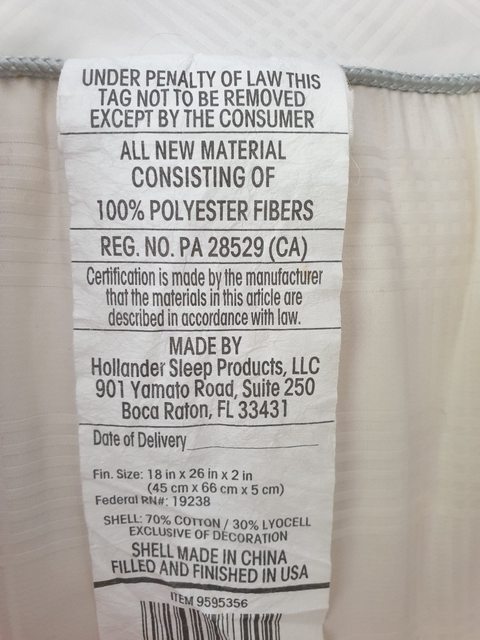 UNDER PENALTY OF LAW THIS
TAG NOT TO BE REMOVED
EXCEPT BY THE CONSUMER
ALL NEW MATERIAL
CONSISTING OF
100% POLYESTER FIBERS
REG. NO. PA 28529 (CA)
Certification is made by the manufacturer
that the materials in this article are
described in accordance with law.
MADE BY
Hollander Sleep Products, LLC
901 Yamato Road, Suite 250
Boca Raton, FL 33431
Date of Delivery
Fin. Size: 18 in x 26 in x 2 in
(45 cm x 66 cm x 5 cm)
Federal RN#: 19238
SHELL: 70% COTTON / 30% LYOCELL
EXCLUSIVE OF DECORATION
SHELL MADE IN CHINA
FILLED AND FINISHED IN USA
ITEM 9595356